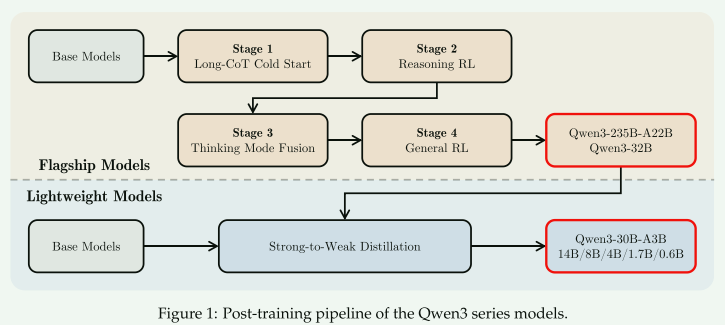 Base Models
Stage 1
Long-CoT Cold Start
Stage 2
Reasoning RL
Stage 3
Thinking Mode Fusion
Stage 4
General RL
Qwen3-235B-A22B
Qwen3-32B
Flagship Models
Lightweight Models
Base Models
Strong-to-Weak Distillation
Qwen3-30B-A3B
14B/8B/4B/1.7B/0.6B
Figure 1: Post-training pipeline of the Qwen3 series models.